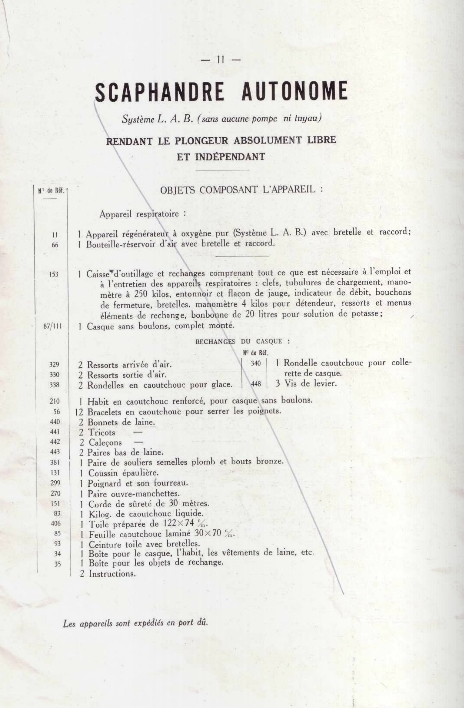 — 11 —
SCAPHANDRE AUTONOME
Système L. A. B. (sans aucune pompe ni tuyau)
RENDANT LE PLONGEUR ABSOLUMENT LIBRE
ET INDÉPENDANT
Nos de Réf.
OBJETS COMPOSANT L'APPAREIL :
Appareil respiratoire :
11 1 Appareil régénérateur à oxygène pur (Système L. A. B.) avec bretelle et raccord;
66 1 Bouteille-réservoir d'air avec bretelle et raccord.
153 1 Caisse d'outillage et rechanges comprenant tout ce que est nécessaire à l'emploi et
à l'entretien des appareils respiratoires : clefs, tubulures de chargement, mano-
mètre à 250 kilos, entonnoir et flacon de jauge, indicateur de débit, bouchons
de fermeture, bretelles, manomètre 4 kilos pour détendeur, ressorts et menus
éléments de rechange, bonbonne de 20 litres pour solution de potasse;
67/111 1 Casque sans boulons, complet monté.
RECHANGES DU CASQUE :
Nos de Réf.
329 2 Ressorts arrivée d'air.
330 2 Ressorts sortie d'air.
338 2 Rondelles en caoutchouc pour glace.
340 1 Rondelle caoutchouc pour colle-
rette de casque.
448 3 Vis de levier.
210 1 Habit en caoutchouc renforcé, pour casque sans boulons.
56 12 Bracelets en caoutchouc pour serrer les poignets.
440 2 Bonnets de laine.
441 2 Tricots —
442 2 Caleçons —
443 2 Paires bas de laine.
381 1 Paire de souliers semelles plomb et bouts bronze.
131 1 Coussin épaulière.
299 1 Poignard et son fourreau.
270 1 Paire ouvre-manchettes.
151 1 Corde de sûreté de 30 mètres.
83 1 Kilog. de caoutchouc liquide.
406 1 Toile préparée de 122×74 c/m.
85 1 Feuille caoutchouc laminé 30×70 c/m.
93 1 Ceinture toile avec bretelles.
34 1 Boîte pour le casque, l'habit, les vêtements de laine, etc.
35 1 Boîte pour les objets de rechange.
2 Instructions.
Les appareils sont expédiés en port dû.